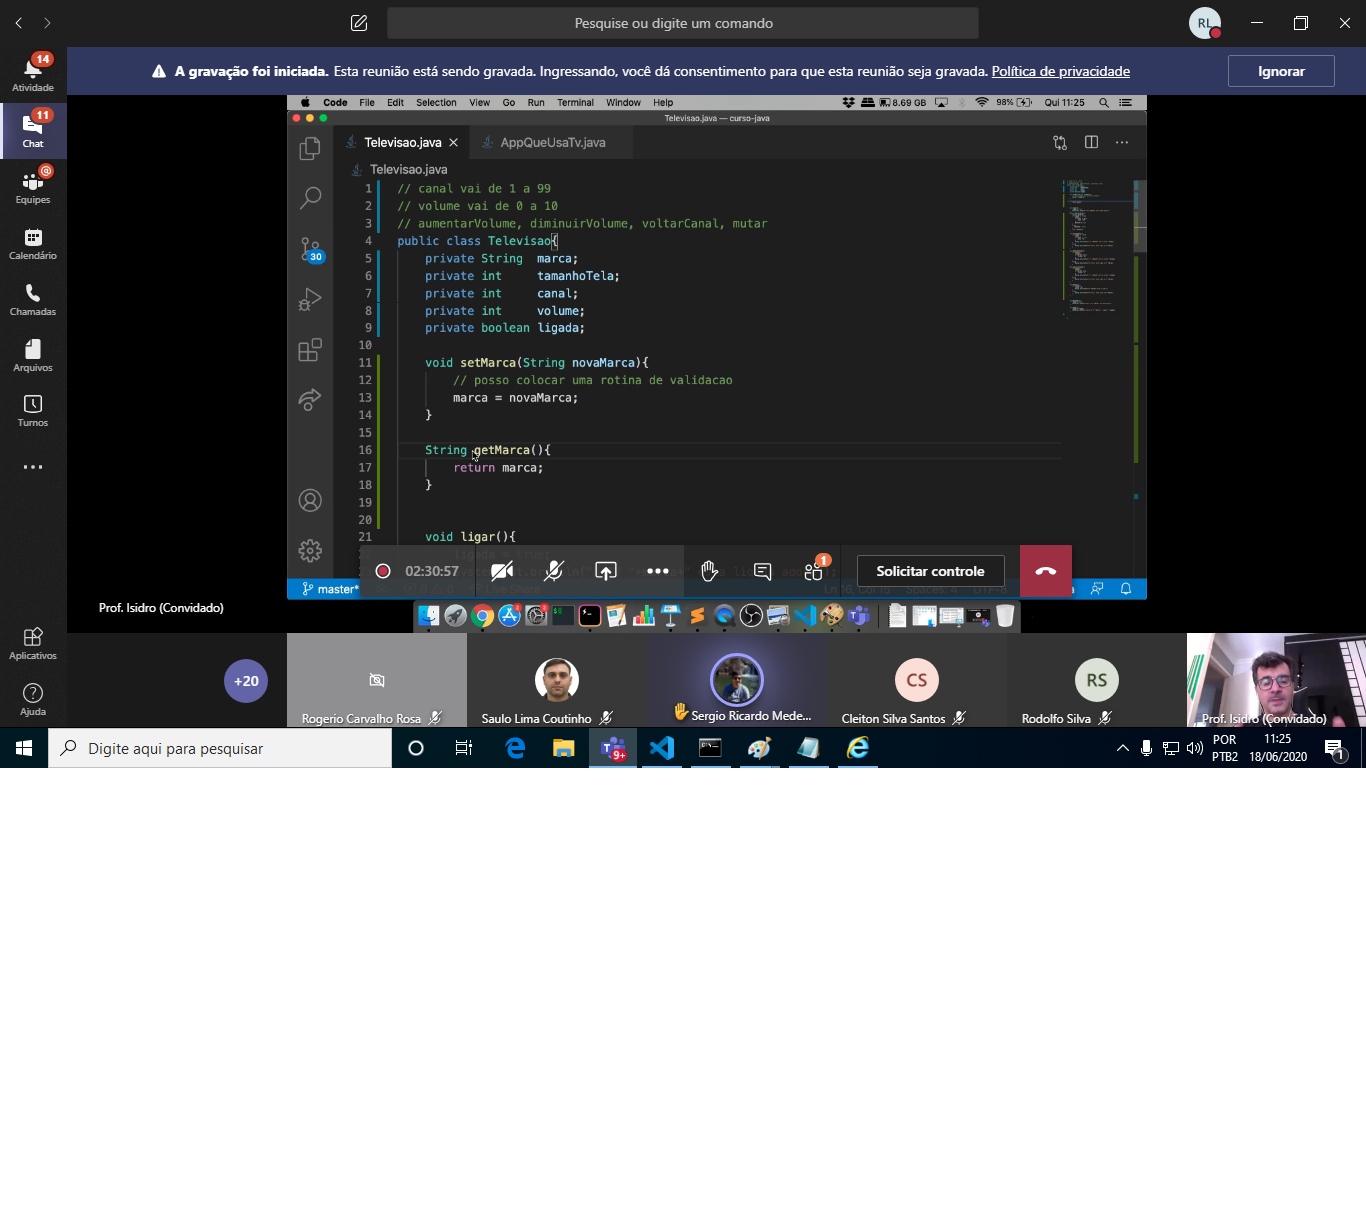 Pesquise ou digite um comando
RL
14
Atividade
11
Chat
Equipes
Calendário
Chamadas
Arquivos
Turnos
Aplicativos
Ajuda
A gravação foi iniciada. Esta reunião está sendo gravada. Ingressando, você dá consentimento para que esta reunião seja gravada. Política de privacidade
Ignorar
Code File Edit Selection View Go Run Terminal Window Help
8.69 GB 98% Qui 11:25
Televisao.java — curso-java
Televisao.java
AppQueUsaTv.java
Televisao.java
30
1 // canal vai de 1 a 99
2 // volume vai de 0 a 10
3 // aumentarVolume, diminuirVolume, voltarCanal, mutar
4 public class Televisao{
5 private String marca;
6 private int tamanhoTela;
7 private int canal;
8 private int volume;
9 private boolean ligada;
10
11 void setMarca(String novaMarca){
12 // posso colocar uma rotina de validacao
13 marca = novaMarca;
14 }
15
16 String getMarca(){
17 return marca;
18 }
19
20
21 void ligar(){
22 ligada = true;
02:30:57
1
Solicitar controle
master*
Prof. Isidro (Convidado)
+20
Rogerio Carvalho Rosa
Saulo Lima Coutinho
Sergio Ricardo Mede...
CS
Cleiton Silva Santos
RS
Rodolfo Silva
Prof. Isidro (Convidado)
Digite aqui para pesquisar
9+
POR
PTB2
11:25
18/06/2020
1